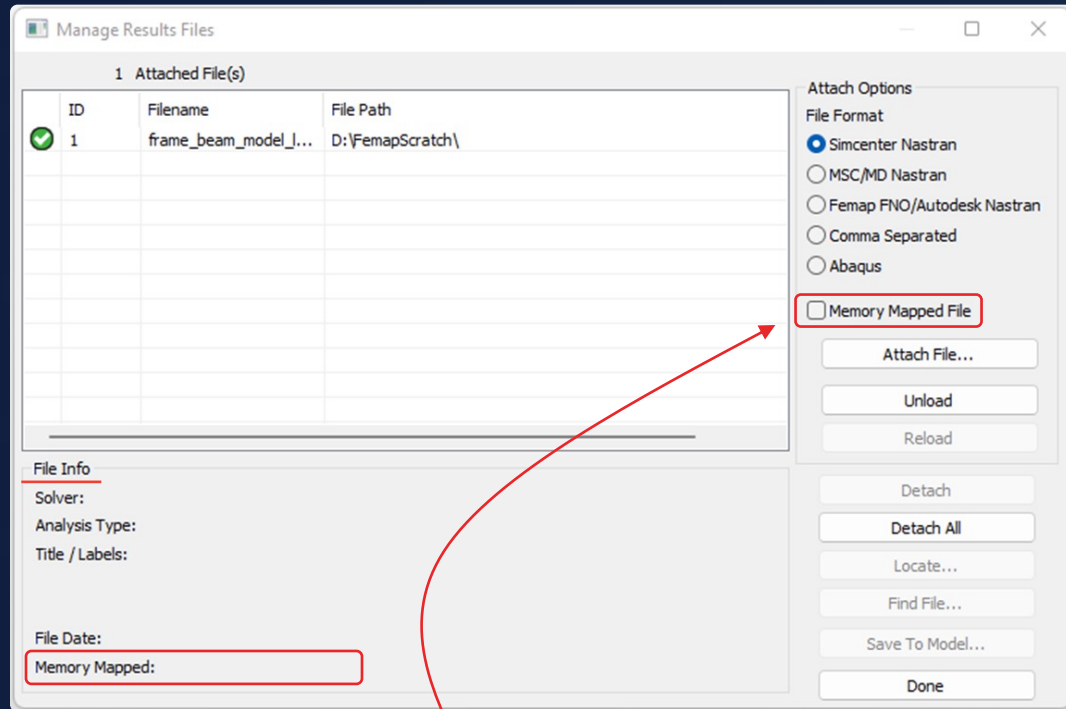 Manage Results Files
1 Attached File(s)
ID Filename File Path
1 frame_beam_model_l... D:\FemapScratch\
File Info
Solver:
Analysis Type:
Title / Labels:
File Date:
Memory Mapped:
Attach Options
File Format
Simcenter Nastran
MSC/MD Nastran
Femap FNO/Autodesk Nastran
Comma Separated
Abaqus
Memory Mapped File
Attach File...
Unload
Reload
Detach
Detach All
Locate...
Find File...
Save To Model...
Done